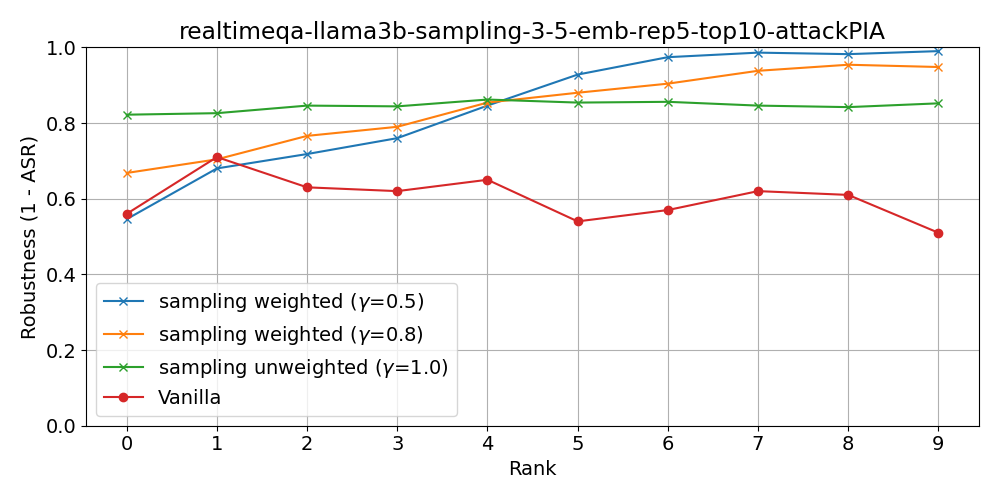 realtimeqa-llama3b-sampling-3-5-emb-rep5-top10-attackPIA
Robustness (1 - ASR)
1.0
0.8
0.6
0.4
0.2
0.0
sampling weighted (γ=0.5)
sampling weighted (γ=0.8)
sampling unweighted (γ=1.0)
Vanilla
0 1 2 3 4 5 6 7 8 9
Rank